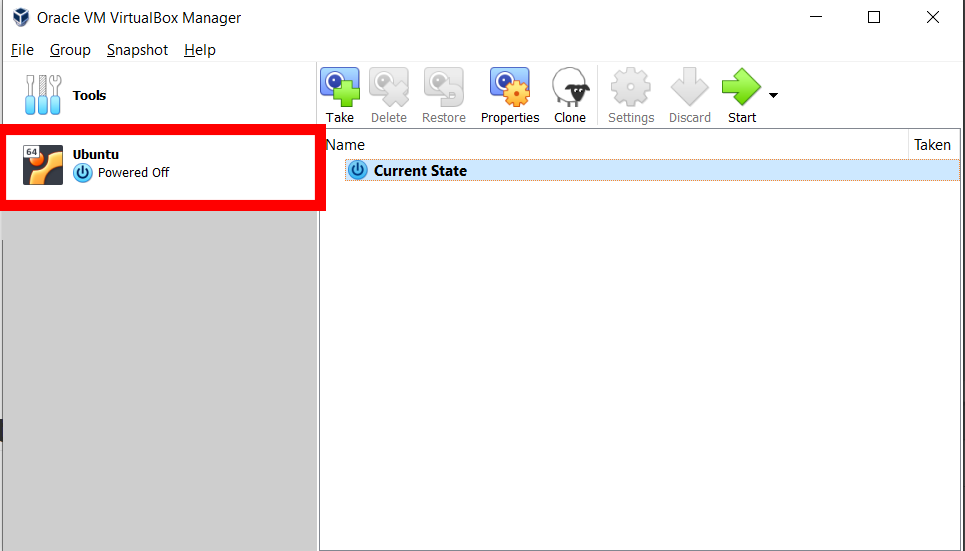 Oracle VM VirtualBox Manager
File Group Snapshot Help
Tools
Take Delete Restore Properties Clone Settings Discard Start
64
Ubuntu
Powered Off
Name Taken
Current State